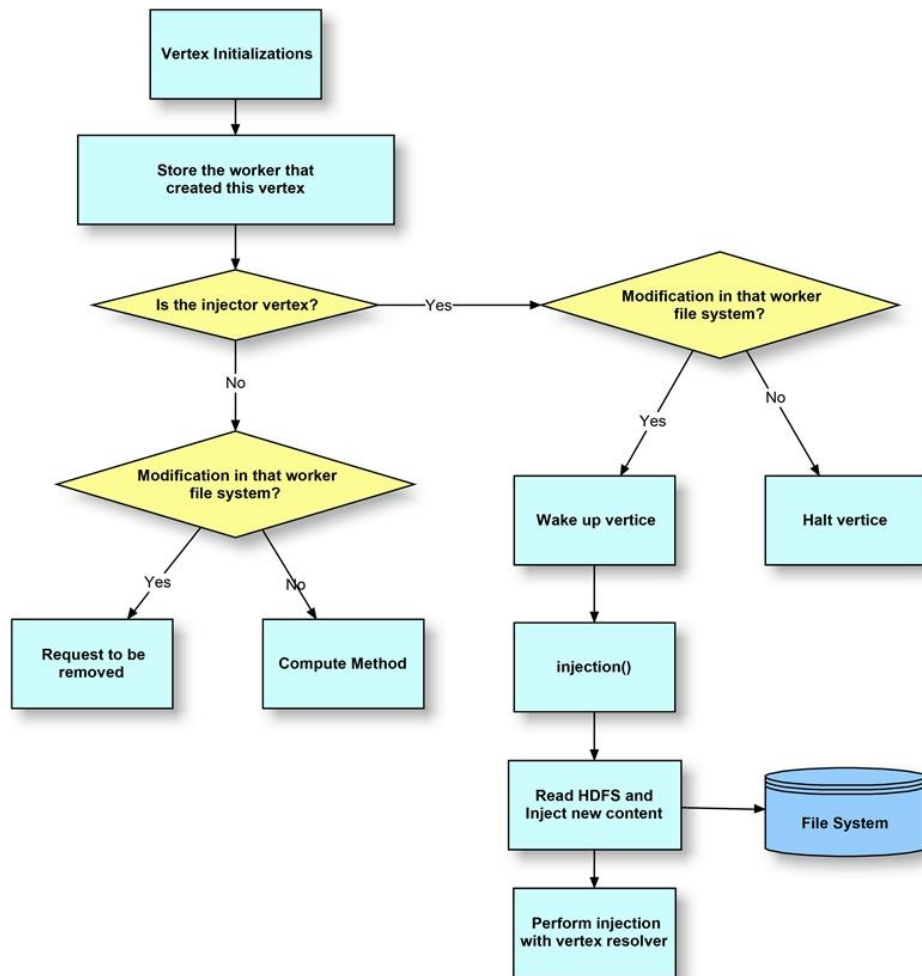 Vertex Initializations
Store the worker that
created this vertex
Is the injector vertex?
Yes
Modification in that worker
file system?
No
No
Yes
Modification in that worker
file system?
Wake up vertice
Halt vertice
Yes
No
Request to be
removed
Compute Method
injection()
Read HDFS and
Inject new content
File System
Perform injection
with vertex resolver